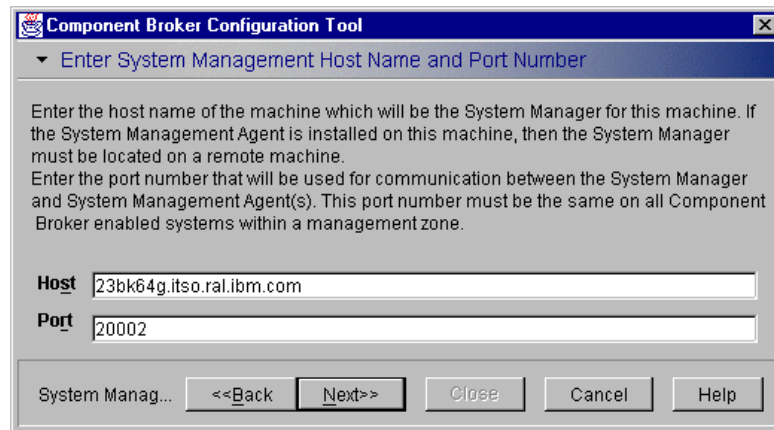 Component Broker Configuration Tool
Enter System Management Host Name and Port Number
Enter the host name of the machine which will be the System Manager for this machine. If
the System Management Agent is installed on this machine, then the System Manager
must be located on a remote machine.
Enter the port number that will be used for communication between the System Manager
and System Management Agent(s). This port number must be the same on all Component
Broker enabled systems within a management zone.
Host 23bk64g.itso.ral.ibm.com
Port 20002
System Manag... <<Back Next>> Close Cancel Help